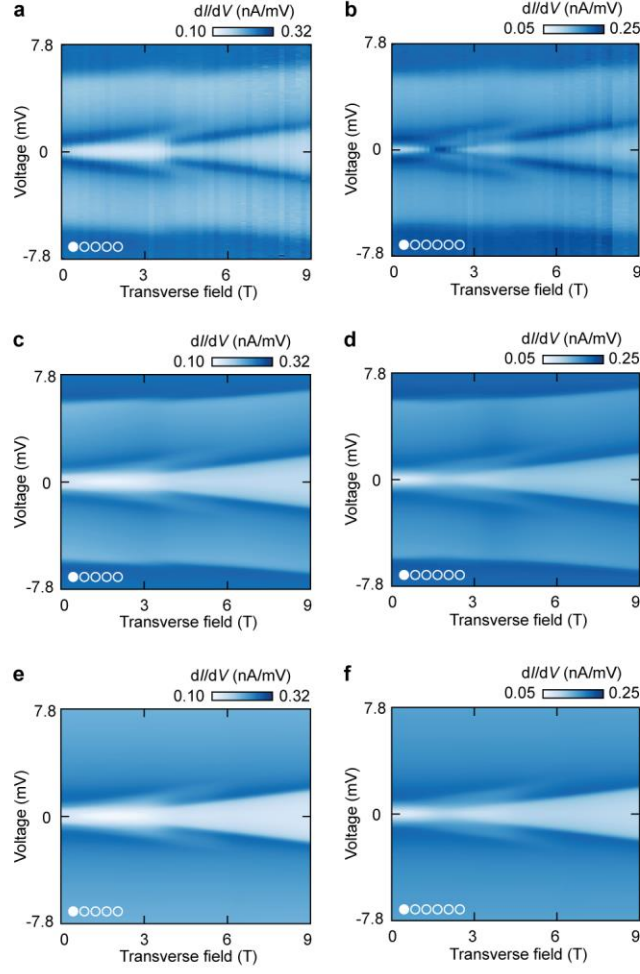 a
dI/dV (nA/mV)
0.10 0.32
7.8
Voltage (mV)
0
-7.8
0 3 6 9
Transverse field (T)
b
dI/dV (nA/mV)
0.05 0.25
7.8
Voltage (mV)
0
-7.8
0 3 6 9
Transverse field (T)
c
dI/dV (nA/mV)
0.10 0.32
7.8
Voltage (mV)
0
-7.8
0 3 6 9
Transverse field (T)
d
dI/dV (nA/mV)
0.05 0.25
7.8
Voltage (mV)
0
-7.8
0 3 6 9
Transverse field (T)
e
dI/dV (nA/mV)
0.10 0.32
7.8
Voltage (mV)
0
-7.8
0 3 6 9
Transverse field (T)
f
dI/dV (nA/mV)
0.05 0.25
7.8
Voltage (mV)
0
-7.8
0 3 6 9
Transverse field (T)